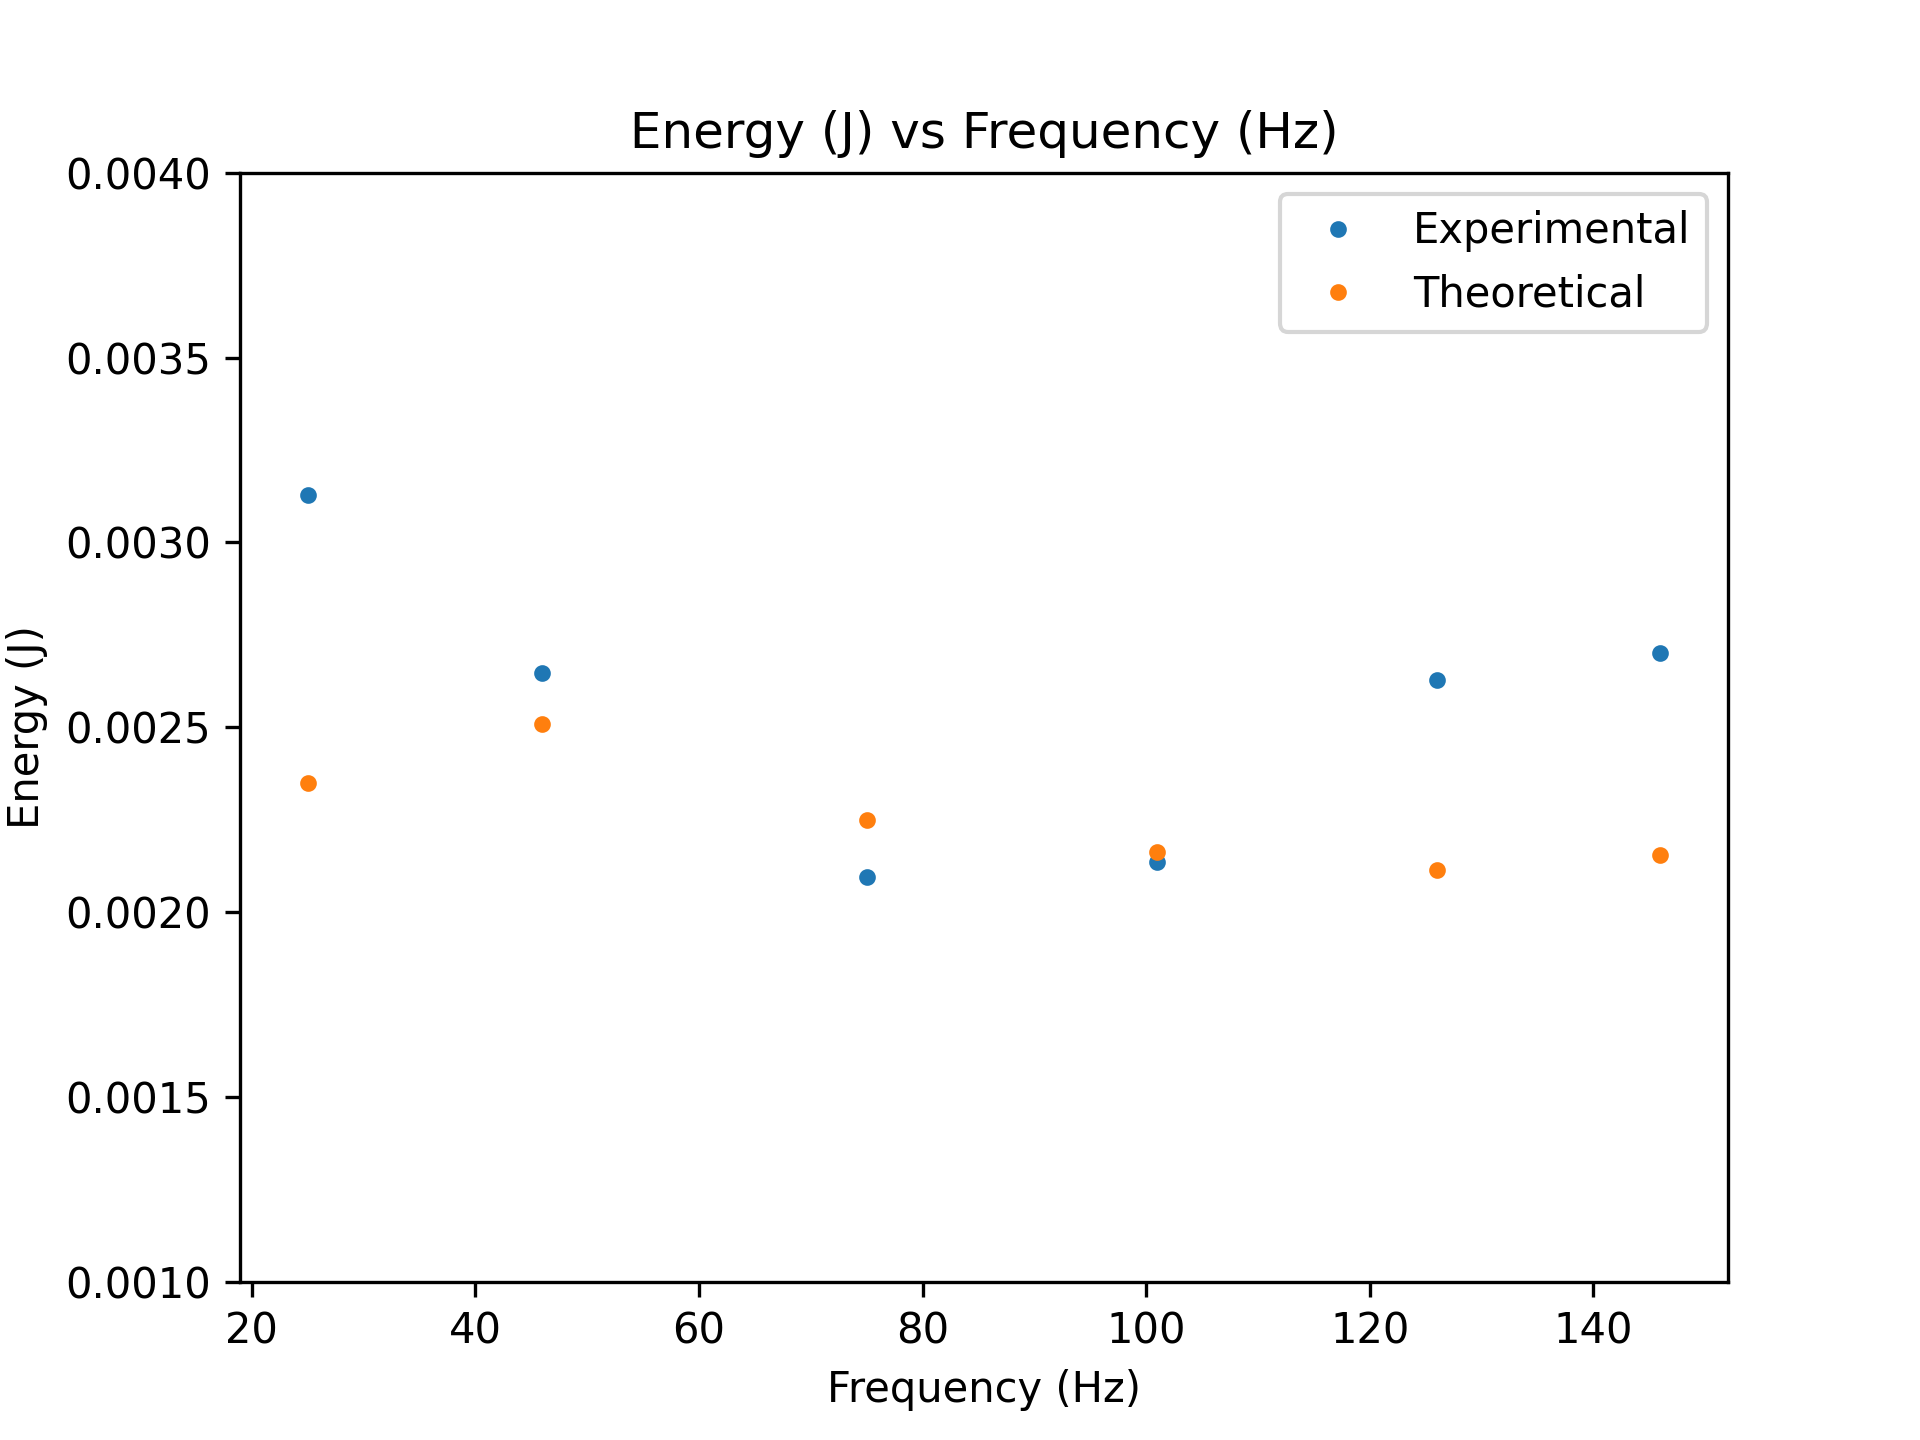 Energy (J) vs Frequency (Hz)
0.0040
0.0035
0.0030
0.0025
0.0020
0.0015
0.0010
Energy (J)
Experimental
Theoretical
20 40 60 80 100 120 140
Frequency (Hz)